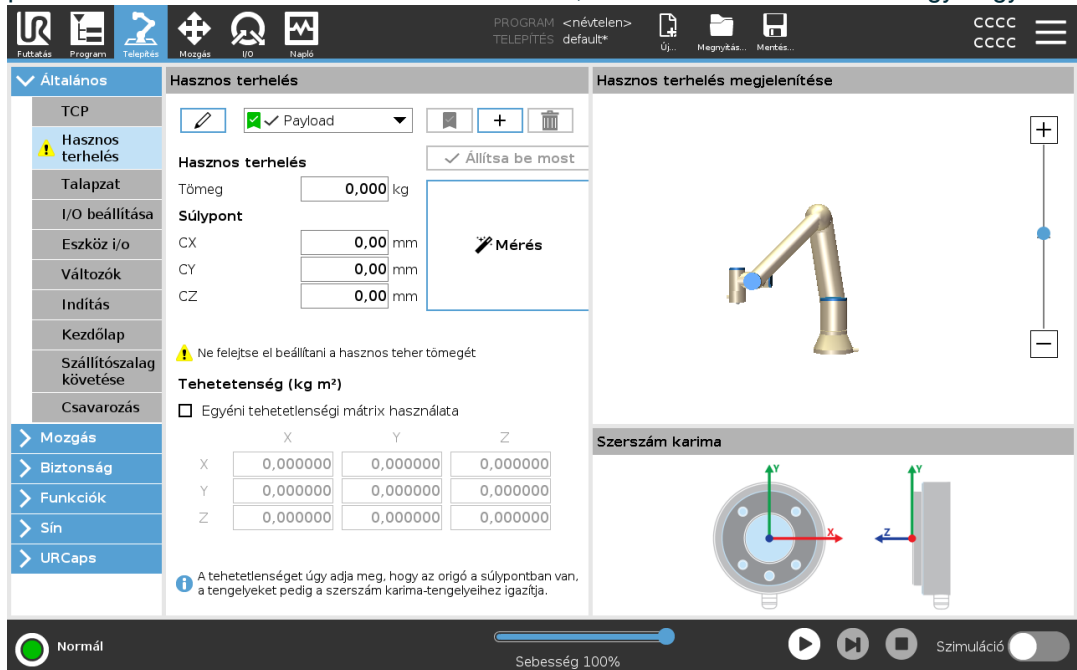 PROGRAM <névtelen>
TELEPÍTÉS default*
Futtatás Program Telepítés Mozgás I/O Napló
Új... Megnyitás... Mentés...
CCCC
CCCC
Általános
TCP
Hasznos
terhelés
Talapzat
I/O beállítása
Eszköz i/o
Változók
Indítás
Kezdőlap
Szállítószalag
követése
Csavarozás
Mozgás
Biztonság
Funkciók
Sín
URCaps
Hasznos terhelés
Payload
Állítsa be most
Hasznos terhelés
Tömeg 0,000 kg
Súlypont
CX 0,00 mm
CY 0,00 mm
CZ 0,00 mm
Mérés
Ne felejtse el beállítani a hasznos teher tömegét
Tehetetenség (kg m²)
Egyéni tehetetlenségi mátrix használata
X Y Z
X 0,000000 0,000000 0,000000
Y 0,000000 0,000000 0,000000
Z 0,000000 0,000000 0,000000
A tehetetlenséget úgy adja meg, hogy az origó a súlypontban van,
a tengelyeket pedig a szerszám karima-tengelyeihez igazítja.
Hasznos terhelés megjelenítése
Szerszám karima
Y
X
Y
Z
Normál
Sebesség 100%
Szimuláció